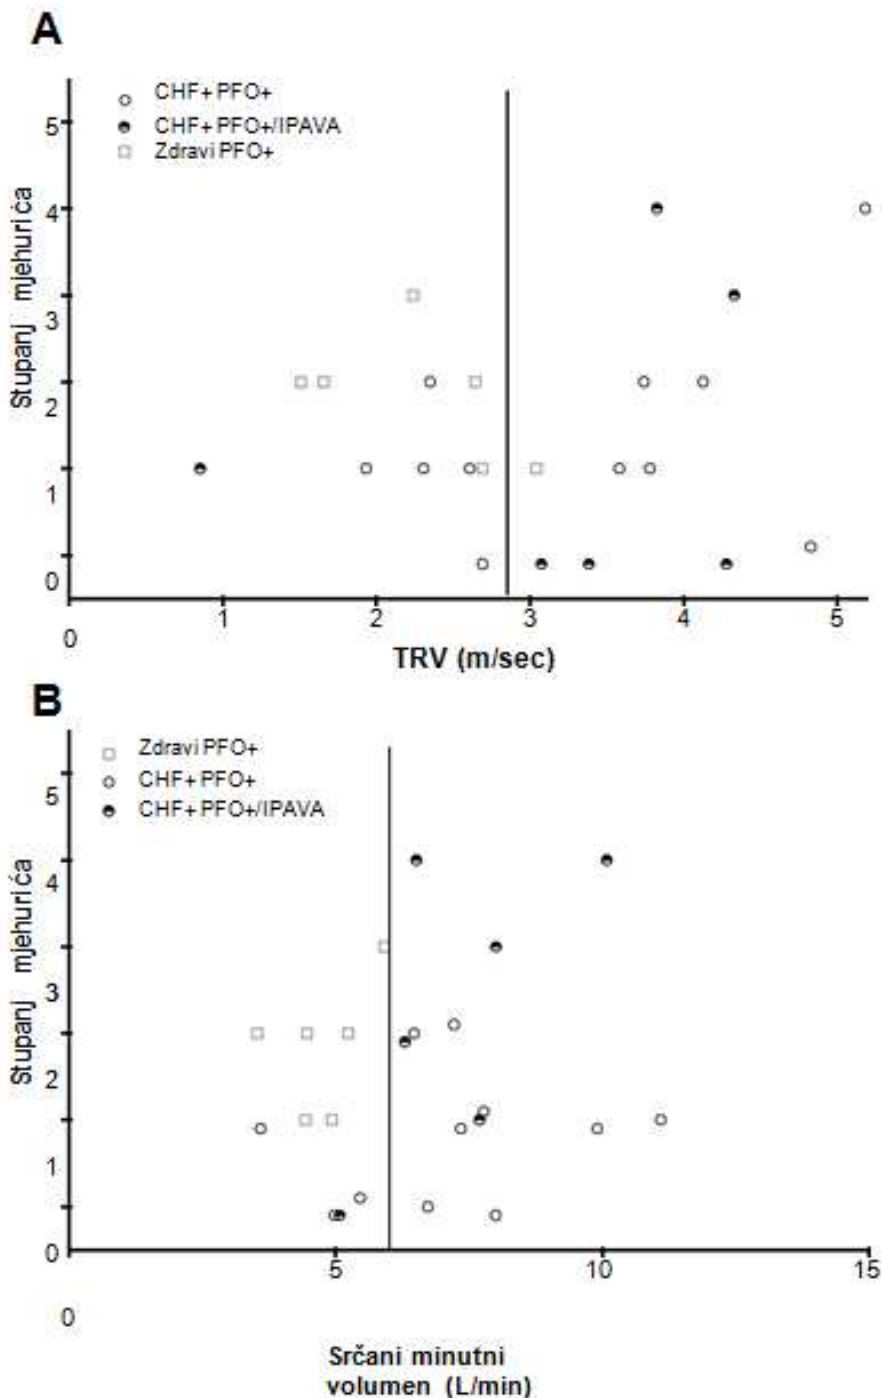 A
CHF+ PFO+
CHF+ PFO+/IPAVA
Zdravi PFO+
5
4
3
2
1
0
Stupanj mjehurića
0
1
2
3
4
5
TRV (m/sec)
B
Zdravi PFO+
CHF+ PFO+
CHF+ PFO+/IPAVA
5
4
3
2
1
0
Stupanj mjehurića
0
5
10
15
Srčani minutni
volumen (L/min)